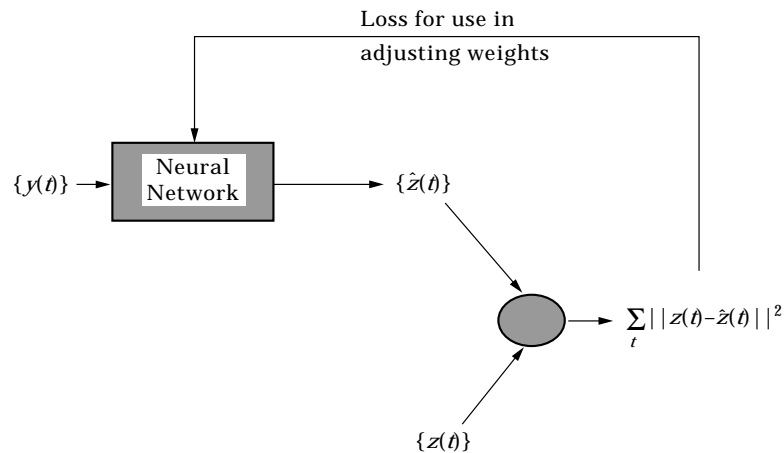 Loss for use in
adjusting weights
Neural
Network
{y(t)}
{ẑ(t)}
∑||z(t)–ẑ(t)||²
t
{z(t)}